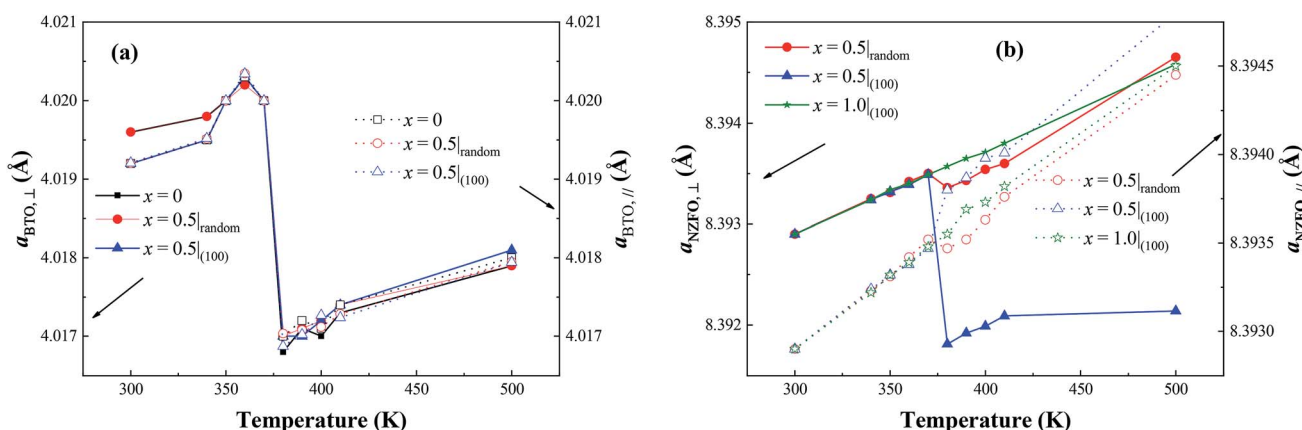 (a)
4.021
4.020
4.019
4.018
4.017
a_BTO,⊥ (Å)
x = 0
x = 0.5|random
x = 0.5|(100)
x = 0
x = 0.5|random
x = 0.5|(100)
4.021
4.020
4.019
4.018
4.017
a_BTO,// (Å)
300 350 400 450 500
Temperature (K)
(b)
8.395
8.394
8.393
8.392
a_NZFO,⊥ (Å)
x = 0.5|random
x = 0.5|(100)
x = 1.0|(100)
x = 0.5|random
x = 0.5|(100)
x = 1.0|(100)
8.3945
8.3940
8.3935
8.3930
a_NZFO,// (Å)
300 350 400 450 500
Temperature (K)